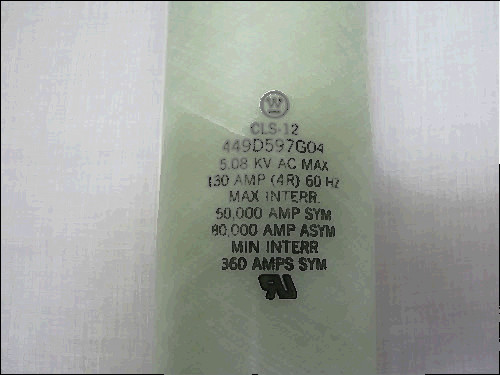 W
CLS-12
449D597G04
5.08 KV AC MAX
130 AMP (4R) 60 Hz
MAX INTERR.
50,000 AMP SYM
80,000 AMP ASYM
MIN INTERR
360 AMPS SYM